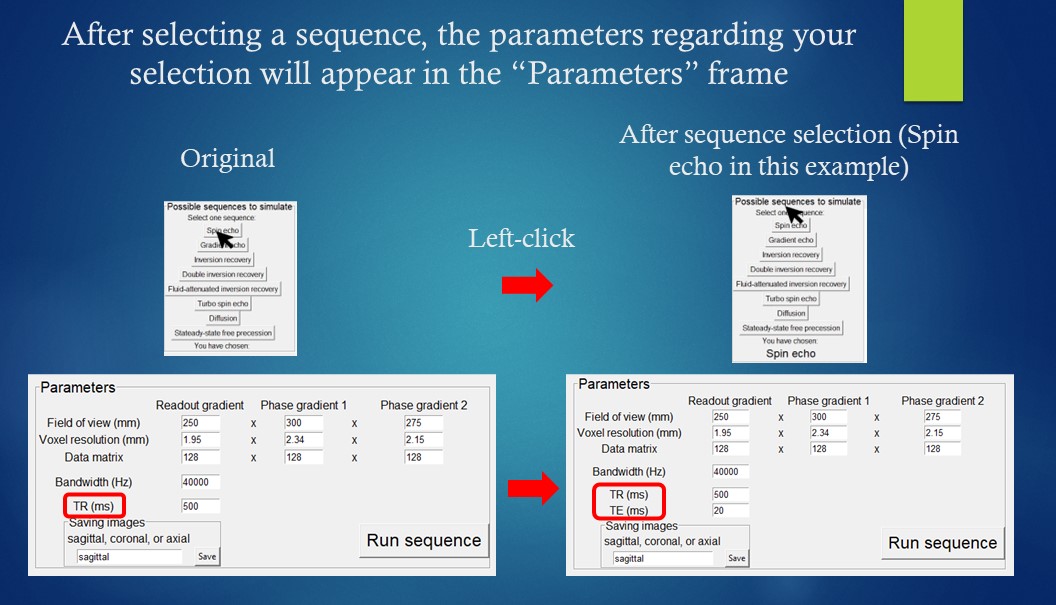 After selecting a sequence, the parameters regarding your
selection will appear in the “Parameters” frame
Original
Possible sequences to simulate
Select one sequence:
Spin echo
Gradient echo
Inversion recovery
Double inversion recovery
Fluid-attenuated inversion recovery
Turbo spin echo
Diffusion
Stateady-state free precession
You have chosen:
Left-click
After sequence selection (Spin
echo in this example)
Possible sequences to simulate
Select one sequence:
Spin echo
Gradient echo
Inversion recovery
Double inversion recovery
Fluid-attenuated inversion recovery
Turbo spin echo
Diffusion
Stateady-state free precession
You have chosen:
Spin echo
Parameters
Readout gradient Phase gradient 1 Phase gradient 2
Field of view (mm) 250 x 300 x 275
Voxel resolution (mm) 1.95 x 2.34 x 2.15
Data matrix 128 x 128 x 128
Bandwidth (Hz) 40000
TR (ms) 500
Saving images
sagittal, coronal, or axial
sagittal Save
Run sequence
Parameters
Readout gradient Phase gradient 1 Phase gradient 2
Field of view (mm) 250 x 300 x 275
Voxel resolution (mm) 1.95 x 2.34 x 2.15
Data matrix 128 x 128 x 128
Bandwidth (Hz) 40000
TR (ms) 500
TE (ms) 20
Saving images
sagittal, coronal, or axial
sagittal Save
Run sequence